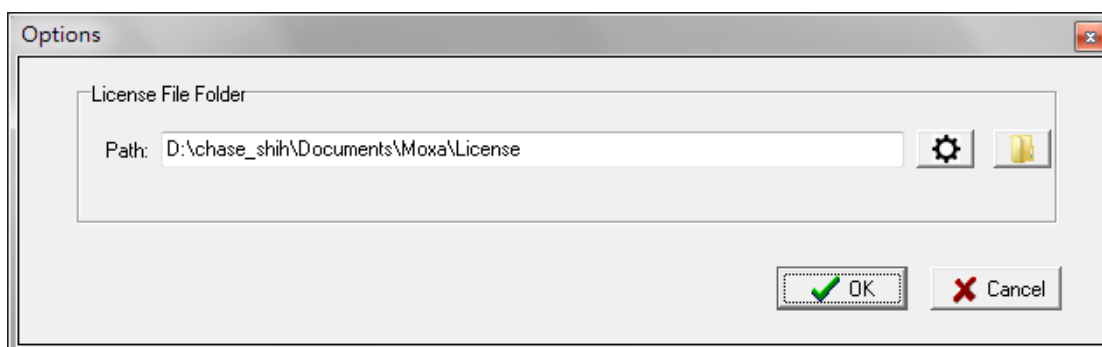 Options
License File Folder
Path: D:\chase_shih\Documents\Moxa\License
OK Cancel